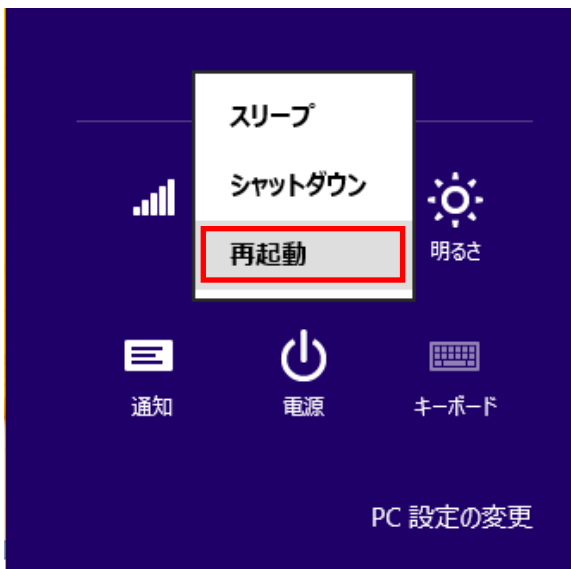 スリープ
シャットダウン
再起動
明るさ
通知
電源
キーボード
PC 設定の変更